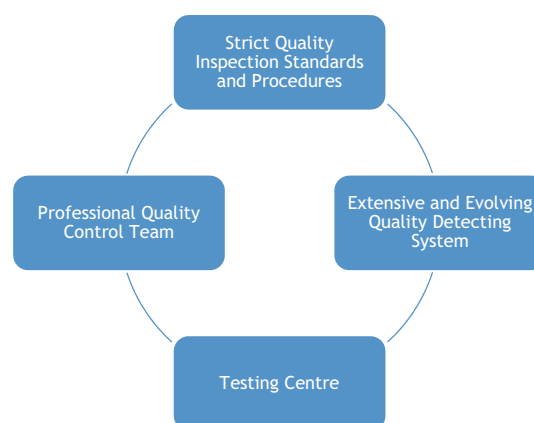 Strict Quality
Inspection Standards
and Procedures
Professional Quality
Control Team
Extensive and Evolving
Quality Detecting
System
Testing Centre